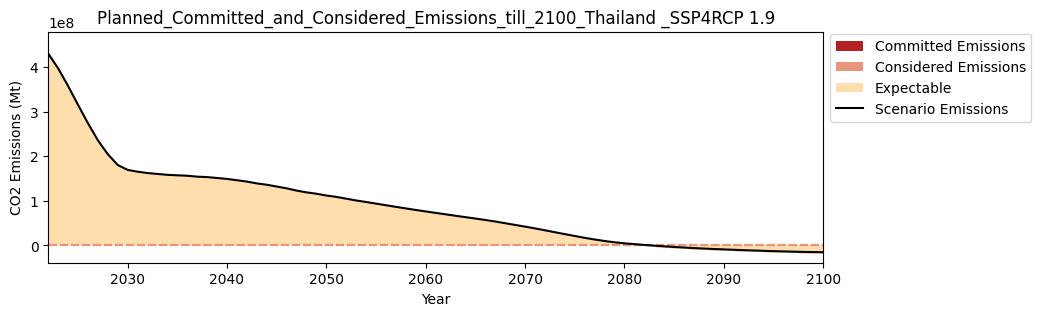 Planned_Committed_and_Considered_Emissions_till_2100_Thailand _SSP4RCP 1.9
1e8
CO2 Emissions (Mt)
4
3
2
1
0
2030 2040 2050 2060 2070 2080 2090 2100
Year
Committed Emissions
Considered Emissions
Expectable
Scenario Emissions